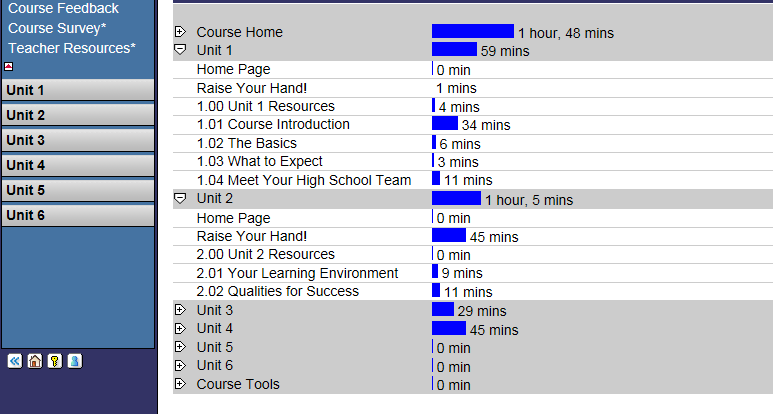 Course Feedback
Course Survey*
Teacher Resources*
Unit 1
Unit 2
Unit 3
Unit 4
Unit 5
Unit 6
Course Home 1 hour, 48 mins
Unit 1 59 mins
Home Page 0 min
Raise Your Hand! 1 mins
1.00 Unit 1 Resources 4 mins
1.01 Course Introduction 34 mins
1.02 The Basics 6 mins
1.03 What to Expect 3 mins
1.04 Meet Your High School Team 11 mins
Unit 2 1 hour, 5 mins
Home Page 0 min
Raise Your Hand! 45 mins
2.00 Unit 2 Resources 0 min
2.01 Your Learning Environment 9 mins
2.02 Qualities for Success 11 mins
Unit 3 29 mins
Unit 4 45 mins
Unit 5 0 min
Unit 6 0 min
Course Tools 0 min